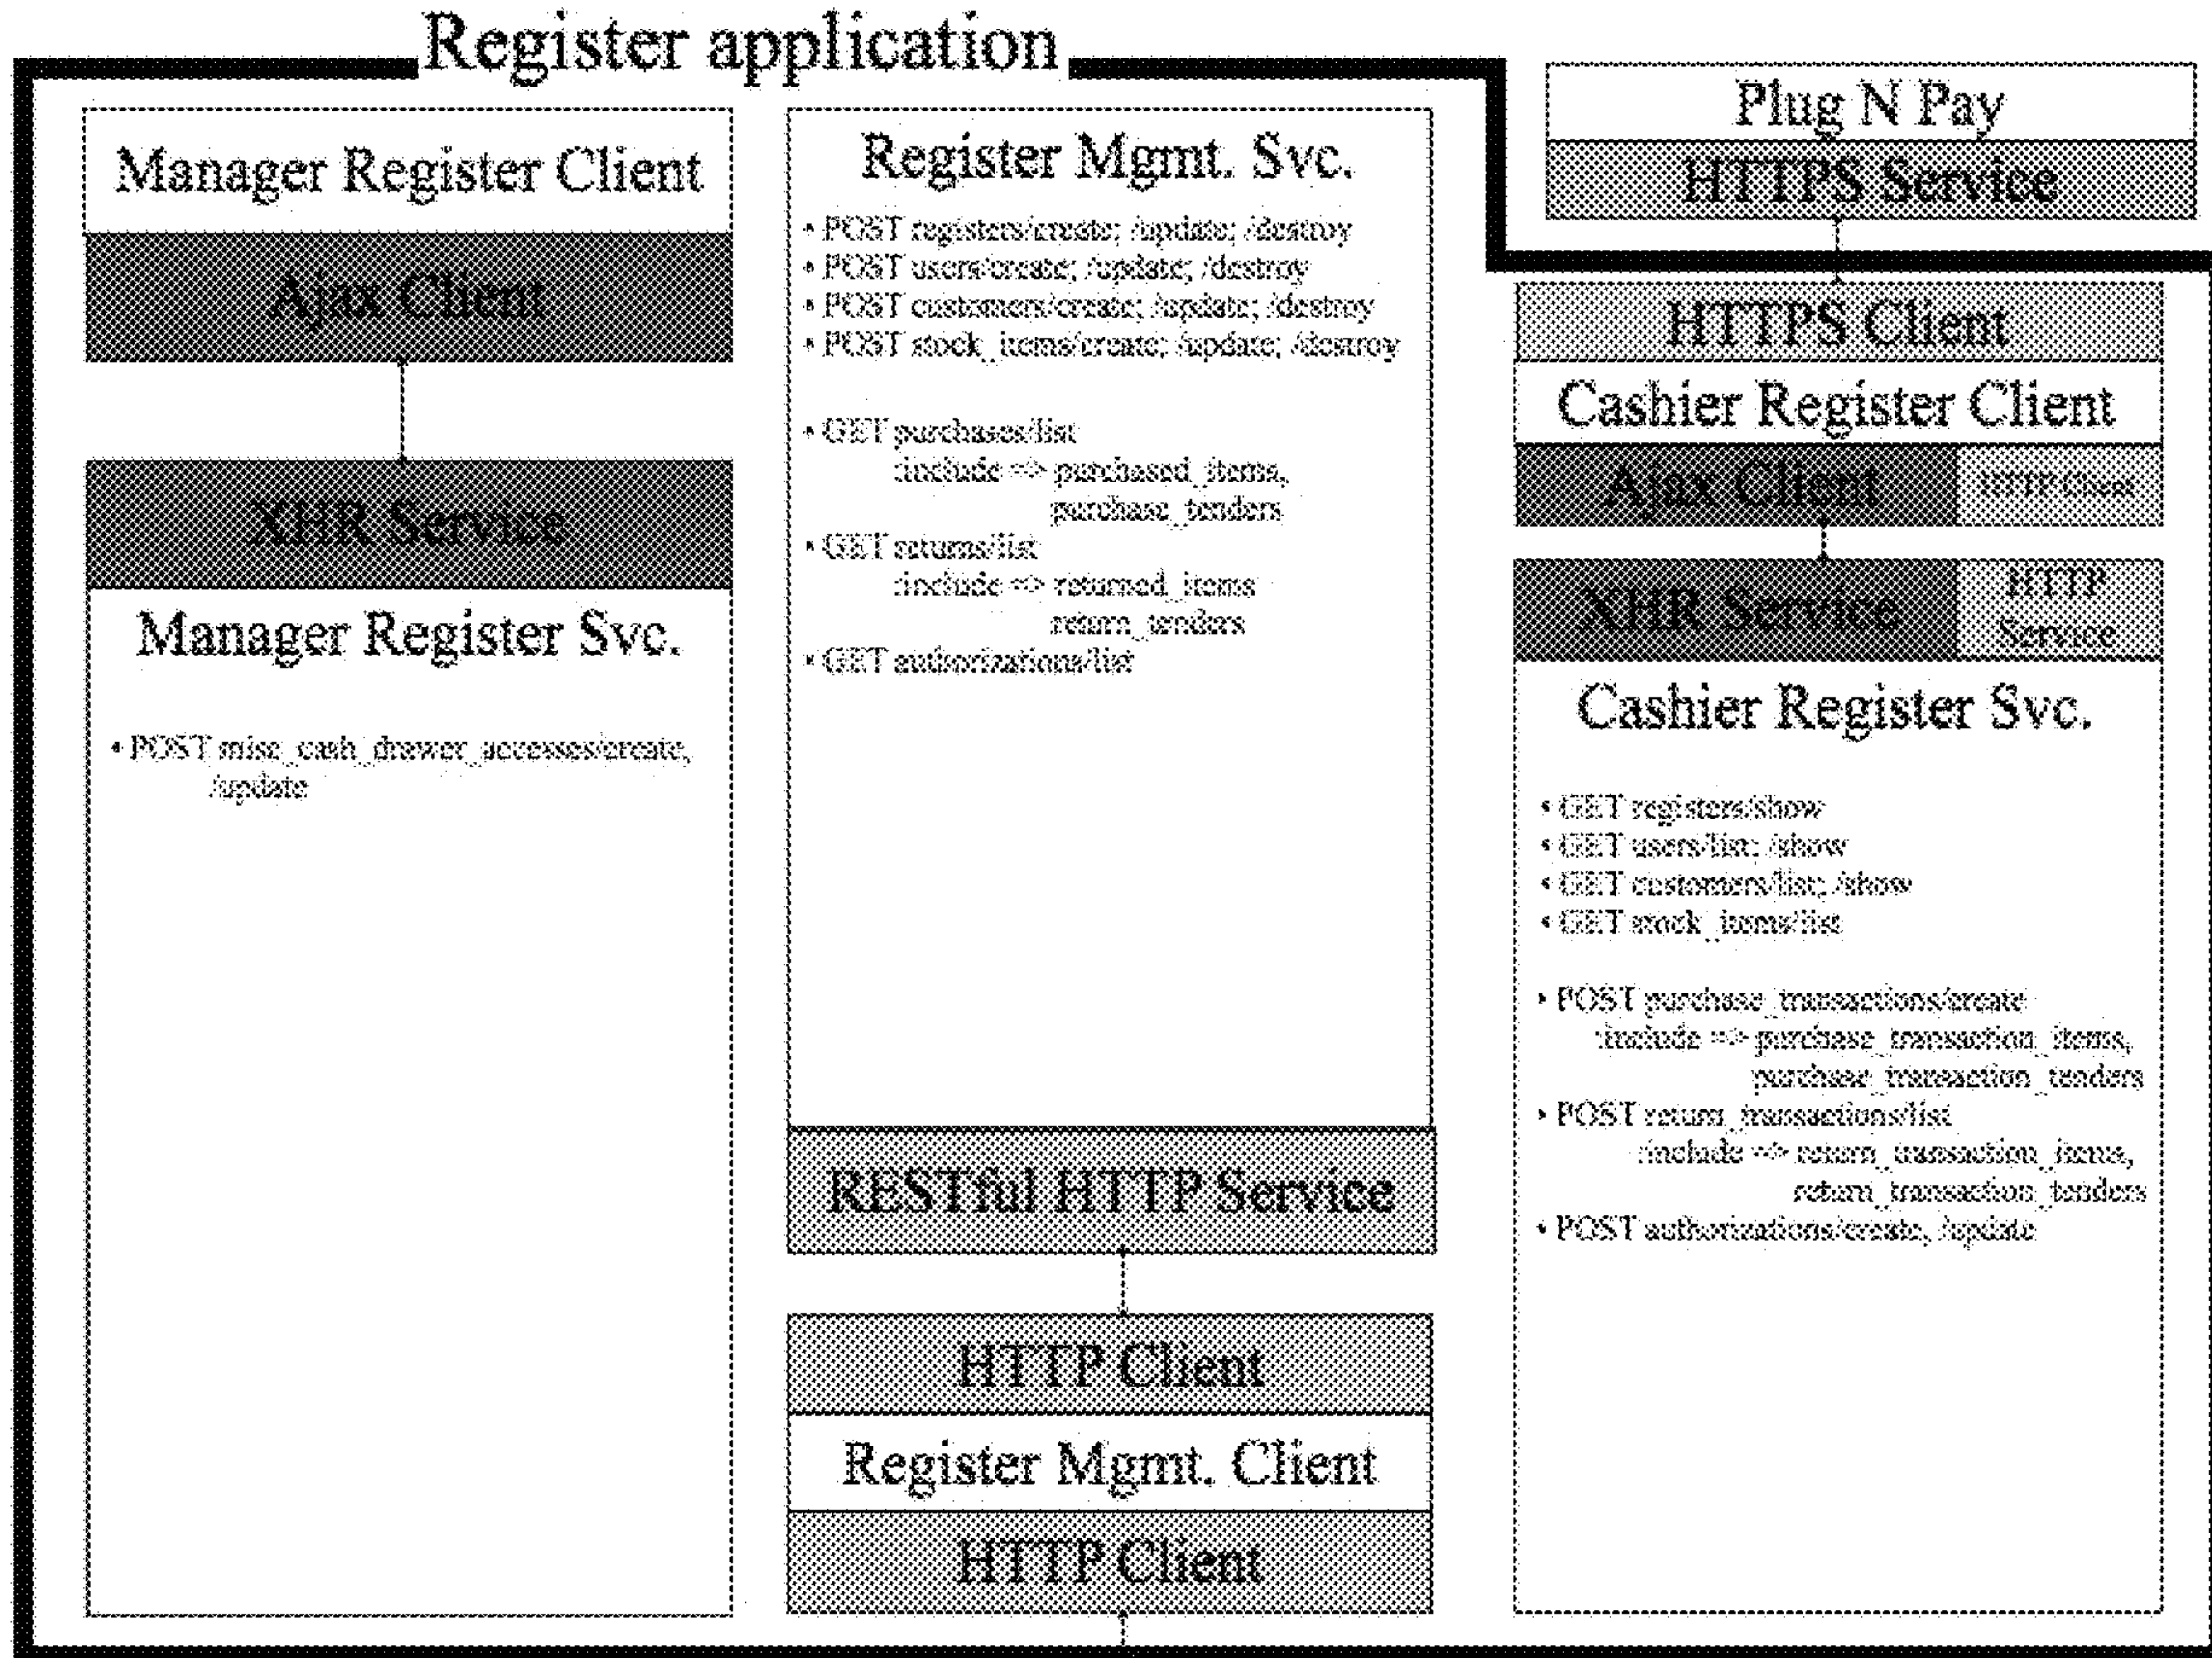 Register application
Manager Register Client
Ajax Client
XHR Service
Manager Register Svc.
• POST misc_cash_drawer_accesses/create,
/update
Register Mgmt. Svc.
• POST registers/create; /update; /destroy
• POST users/create; /update; /destroy
• POST customers/create; /update; /destroy
• POST stock_items/create; /update; /destroy
• GET purchases/list
:include => purchased_items,
purchase_tenders
• GET returns/list
:include => returned_items
return_tenders
• GET authorizations/list
RESTful HTTP Service
HTTP Client
Register Mgmt. Client
HTTP Client
Plug N Pay
HTTPS Service
HTTPS Client
Cashier Register Client
Ajax Client
HTTP Client
XHR Service
HTTP
Service
Cashier Register Svc.
• GET registers/show
• GET users/list; /show
• GET customers/list; /show
• GET stock_items/list
• POST purchase_transactions/create
:include => purchase_transaction_items,
purchase_transaction_tenders
• POST return_transactions/list
:include => return_transaction_items,
return_transaction_tenders
• POST authorizations/create, /update